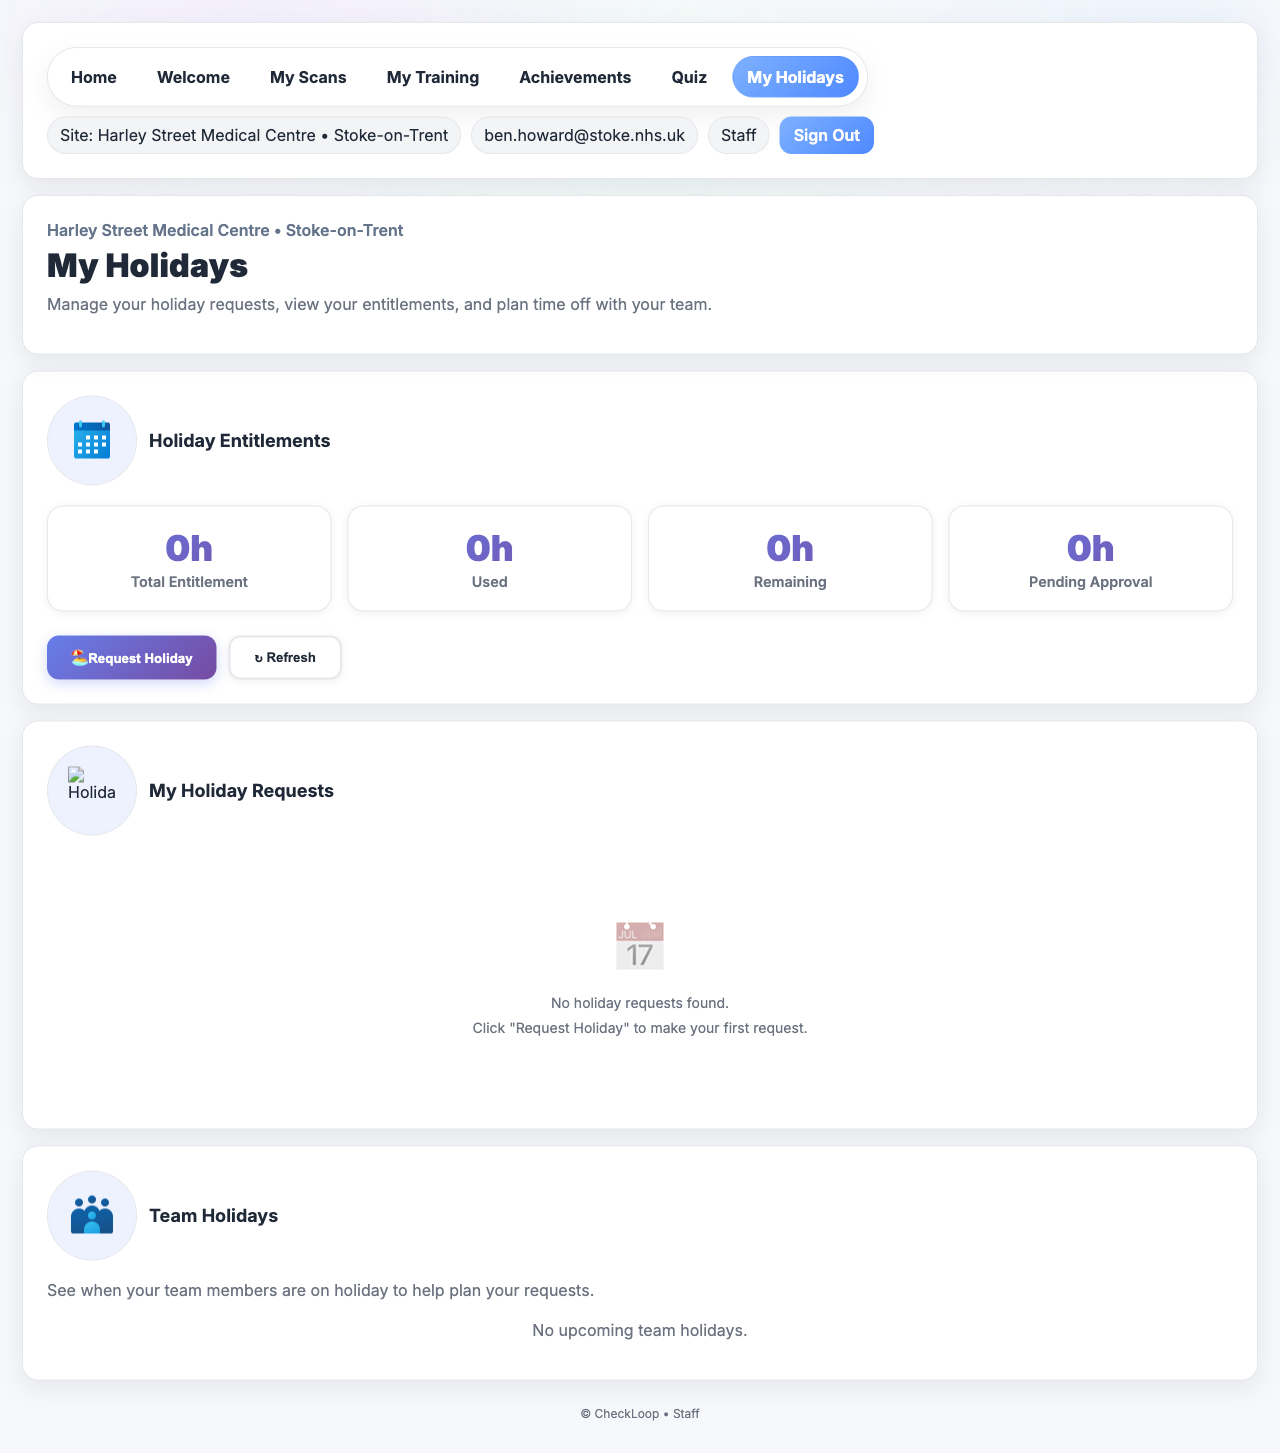 Home Welcome My Scans My Training Achievements Quiz My Holidays
Site: Harley Street Medical Centre • Stoke-on-Trent ben.howard@stoke.nhs.uk Staff Sign Out
Harley Street Medical Centre • Stoke-on-Trent
My Holidays
Manage your holiday requests, view your entitlements, and plan time off with your team.
Holiday Entitlements
0h 0h 0h 0h
Total Entitlement Used Remaining Pending Approval
Request Holiday ↻ Refresh
Holida
My Holiday Requests
JUL
17
No holiday requests found.
Click "Request Holiday" to make your first request.
Team Holidays
See when your team members are on holiday to help plan your requests.
No upcoming team holidays.
© CheckLoop • Staff